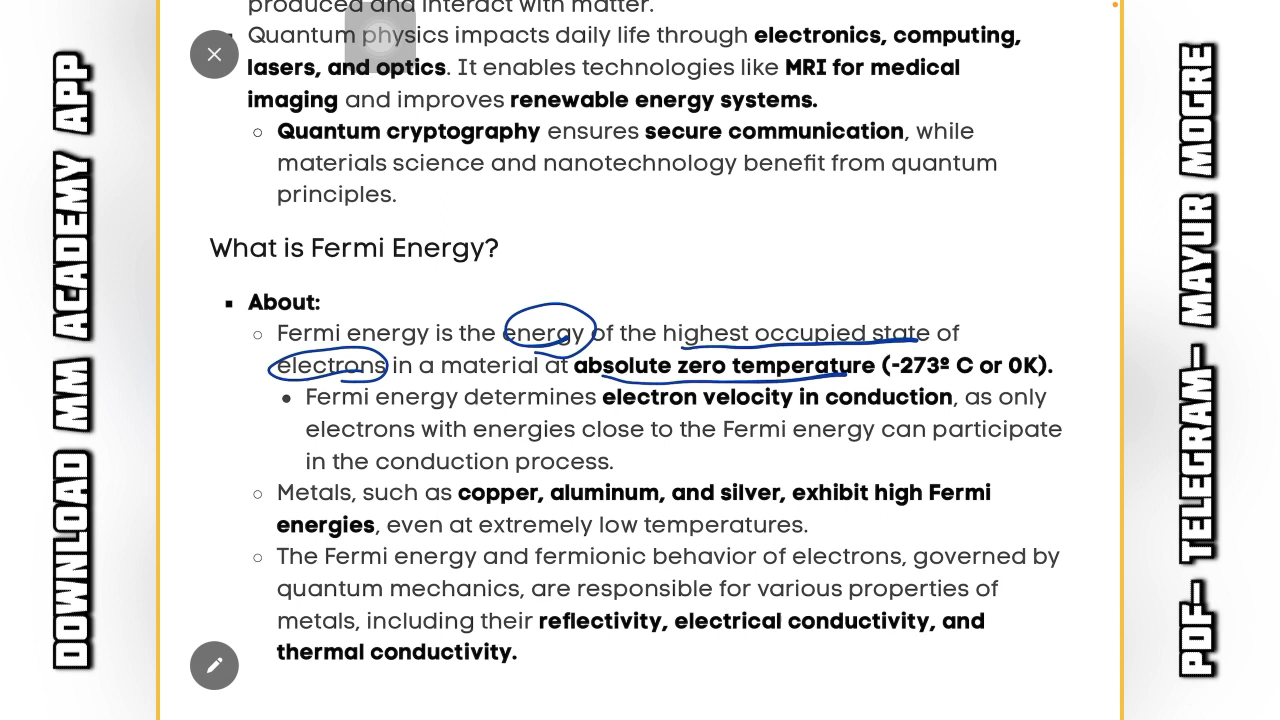 produced and interact with matter.
Quantum physics impacts daily life through electronics, computing,
lasers, and optics. It enables technologies like MRI for medical
imaging and improves renewable energy systems.
Quantum cryptography ensures secure communication, while
materials science and nanotechnology benefit from quantum
principles.
What is Fermi Energy?
About:
Fermi energy is the energy of the highest occupied state of
electrons in a material at absolute zero temperature (-273º C or 0K).
Fermi energy determines electron velocity in conduction, as only
electrons with energies close to the Fermi energy can participate
in the conduction process.
Metals, such as copper, aluminum, and silver, exhibit high Fermi
energies, even at extremely low temperatures.
The Fermi energy and fermionic behavior of electrons, governed by
quantum mechanics, are responsible for various properties of
metals, including their reflectivity, electrical conductivity, and
thermal conductivity.
DOWNLOAD MM ACADEMY APP
PDF- TELEGRAM- MAYUR MOGRE